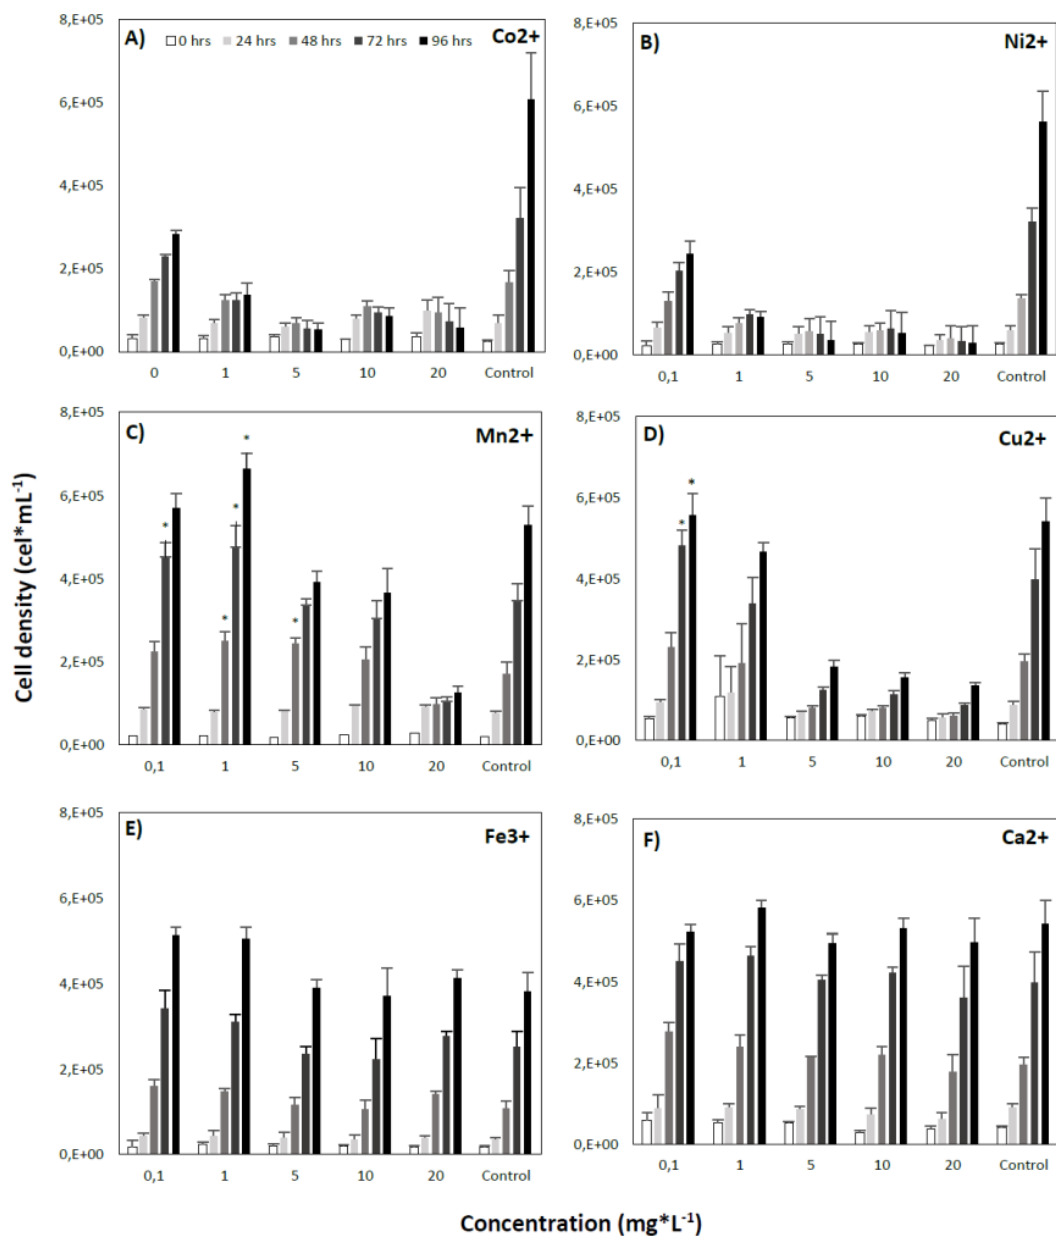 A)
0 hrs 24 hrs 48 hrs 72 hrs 96 hrs
Co2+
8,E+05
6,E+05
4,E+05
2,E+05
0,E+00
0 1 5 10 20 Control
B)
Ni2+
8,E+05
6,E+05
4,E+05
2,E+05
0,E+00
0,1 1 5 10 20 Control
C)
Mn2+
8,E+05
6,E+05
4,E+05
2,E+05
0,E+00
* * * * *
0,1 1 5 10 20 Control
D)
Cu2+
8,E+05
6,E+05
4,E+05
2,E+05
0,E+00
* *
0,1 1 5 10 20 Control
E)
Fe3+
8,E+05
6,E+05
4,E+05
2,E+05
0,E+00
0,1 1 5 10 20 Control
F)
Ca2+
8,E+05
6,E+05
4,E+05
2,E+05
0,E+00
0,1 1 5 10 20 Control
Cell density (cel*mL-1)
Concentration (mg*L-1)